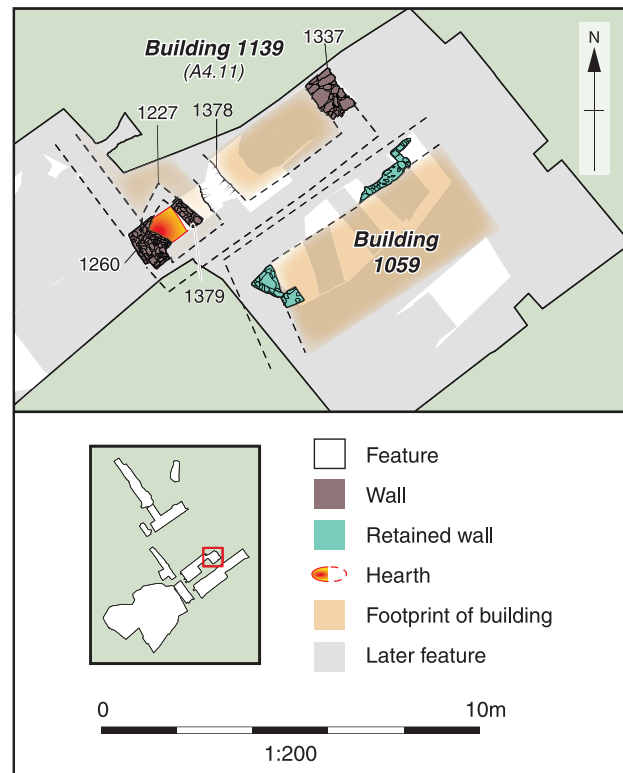 Building 1139
(A4.11)
1337
N
1227
1378
1260
1379
Building
1059
Feature
Wall
Retained wall
Hearth
Footprint of building
Later feature
0
10m
1:200